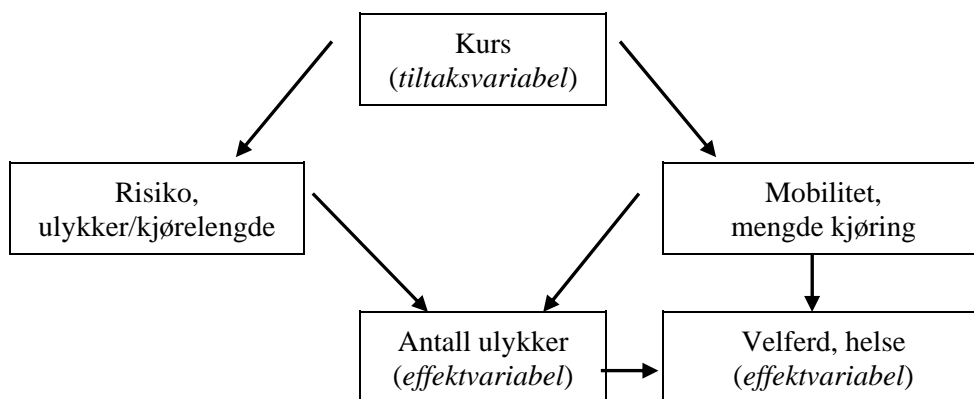 Kurs
(tiltaksvariabel)
Risiko,
ulykker/kjørelengde
Mobilitet,
mengde kjøring
Antall ulykker
(effektvariabel)
Velferd, helse
(effektvariabel)